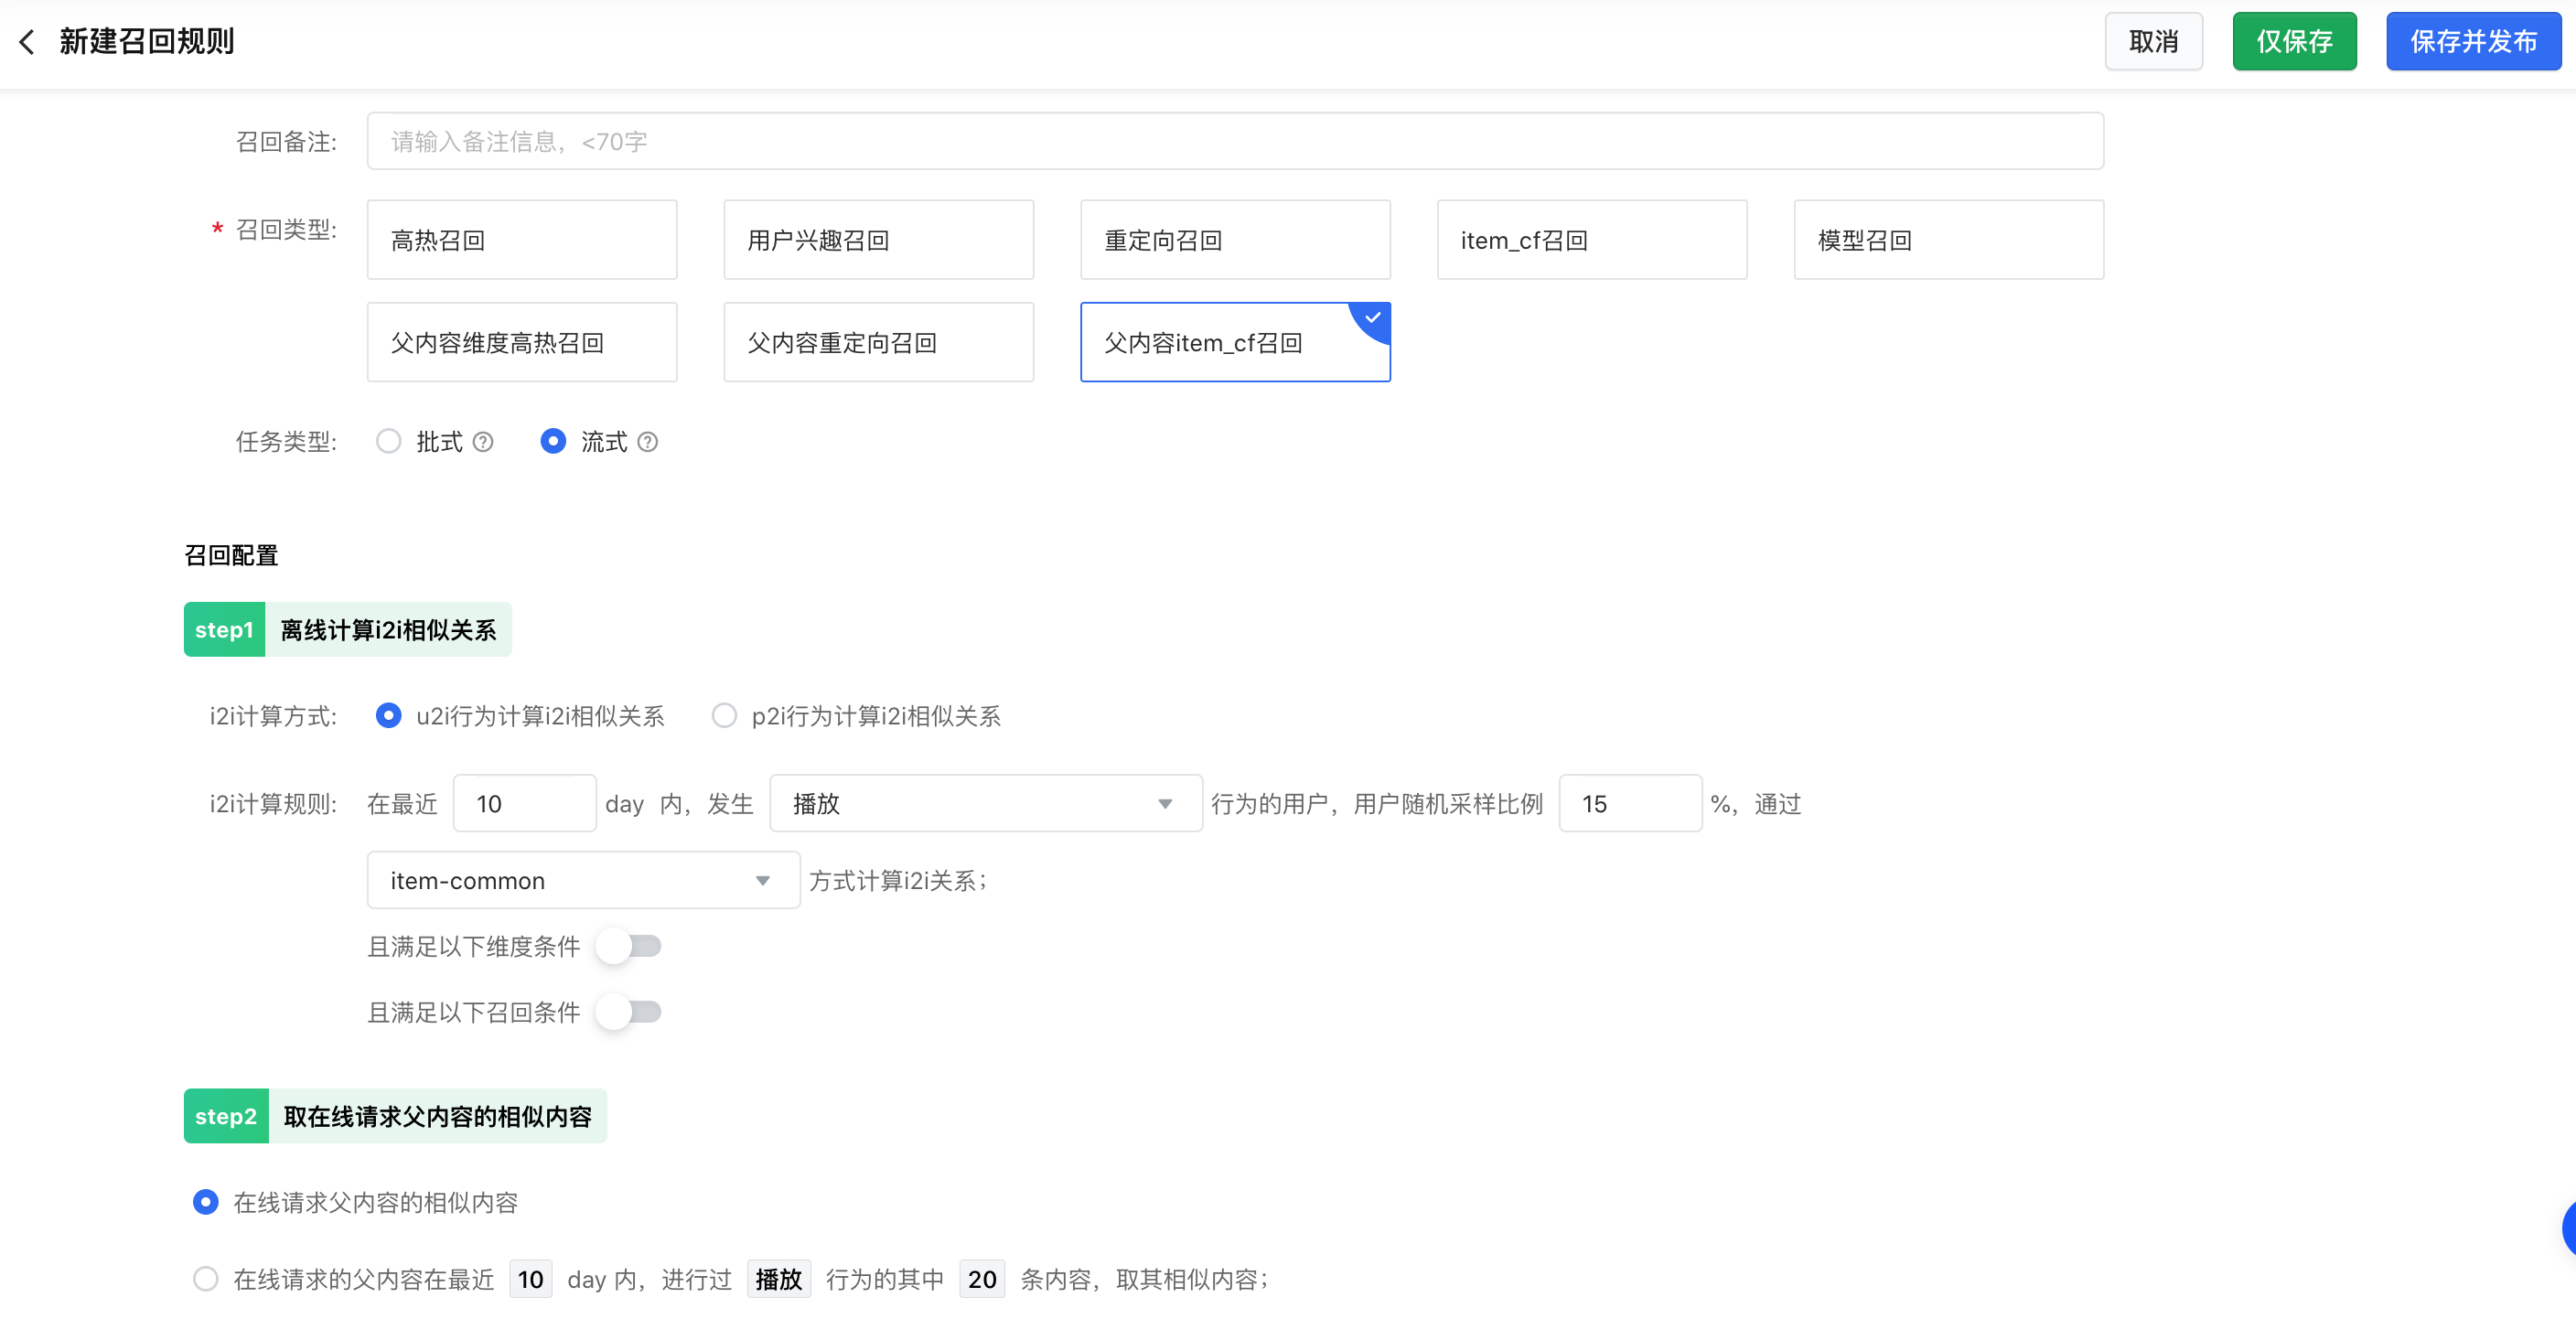 新建召回规则 取消 仅保存 保存并发布
召回备注: 请输入备注信息，<70字
* 召回类型: 高热召回 用户兴趣召回 重定向召回 item_cf召回 模型召回
父内容维度高热召回 父内容重定向召回 父内容item_cf召回
任务类型: 批式 ? 流式 ?
召回配置
step1 离线计算i2i相似关系
i2i计算方式: u2i行为计算i2i相似关系 p2i行为计算i2i相似关系
i2i计算规则: 在最近 10 day 内，发生 播放 行为的用户，用户随机采样比例 15 %，通过
item-common 方式计算i2i关系；
且满足以下维度条件
且满足以下召回条件
step2 取在线请求父内容的相似内容
在线请求父内容的相似内容
在线请求的父内容在最近 10 day 内，进行过 播放 行为的其中 20 条内容，取其相似内容；